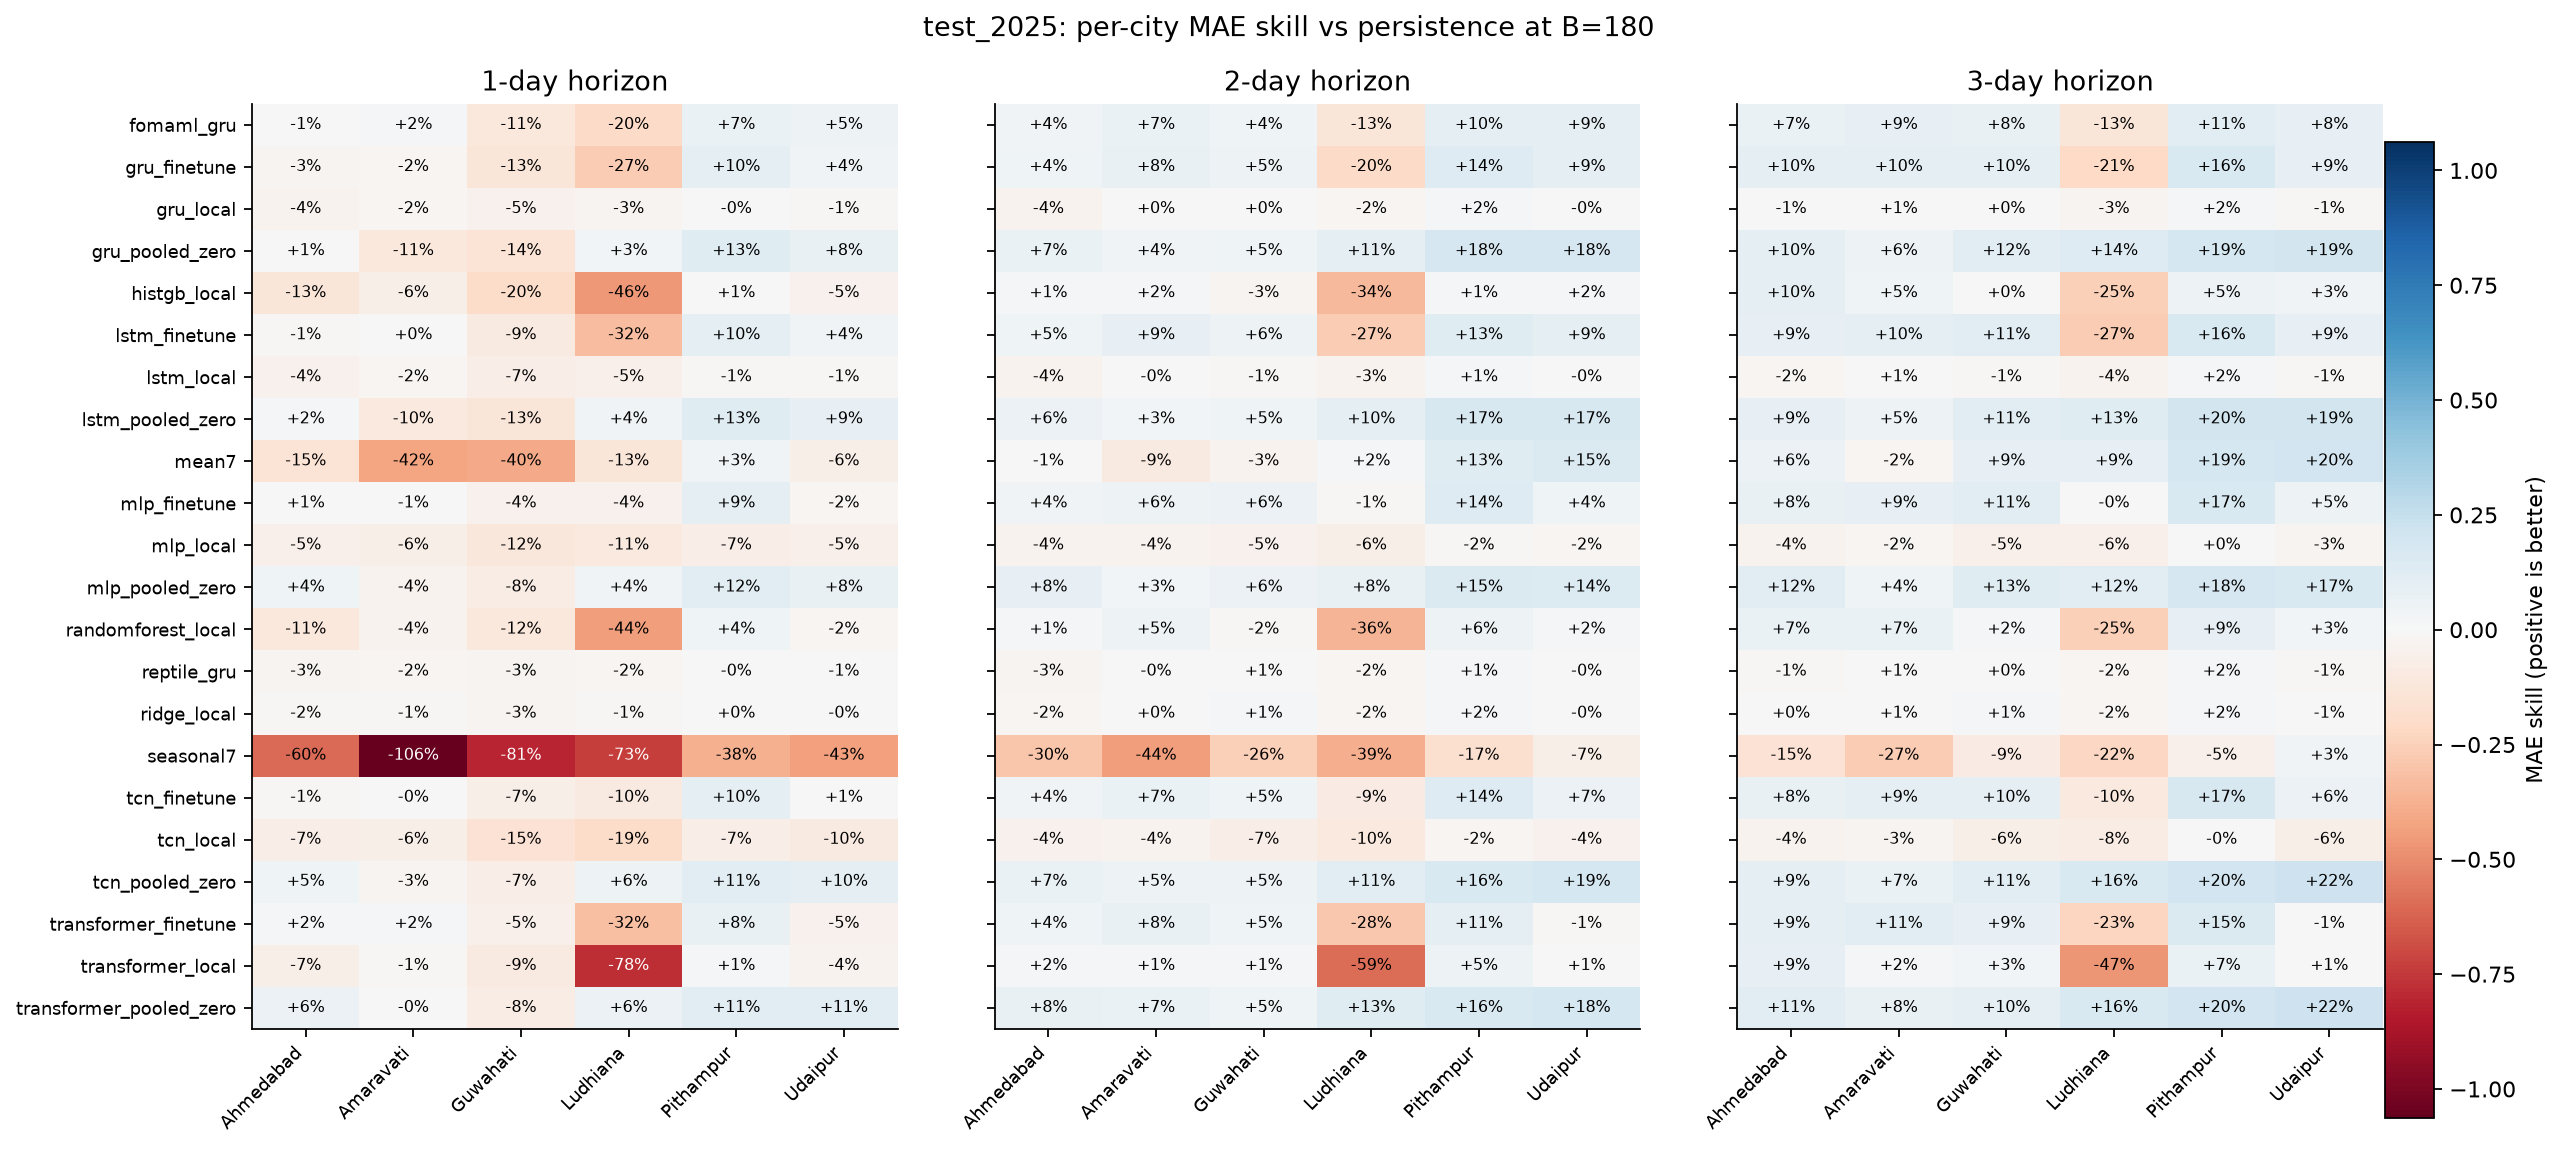 test_2025: per-city MAE skill vs persistence at B=180
1-day horizon 2-day horizon 3-day horizon
fomaml_gru -1% +2% -11% -20% +7% +5% +4% +7% +4% -13% +10% +9% +7% +9% +8% -13% +11% +8%
gru_finetune -3% -2% -13% -27% +10% +4% +4% +8% +5% -20% +14% +9% +10% +10% +10% -21% +16% +9%
gru_local -4% -2% -5% -3% -0% -1% -4% +0% +0% -2% +2% -0% -1% +1% +0% -3% +2% -1%
gru_pooled_zero +1% -11% -14% +3% +13% +8% +7% +4% +5% +11% +18% +18% +10% +6% +12% +14% +19% +19%
histgb_local -13% -6% -20% -46% +1% -5% +1% +2% -3% -34% +1% +2% +10% +5% +0% -25% +5% +3%
lstm_finetune -1% +0% -9% -32% +10% +4% +5% +9% +6% -27% +13% +9% +9% +10% +11% -27% +16% +9%
lstm_local -4% -2% -7% -5% -1% -1% -4% -0% -1% -3% +1% -0% -2% +1% -1% -4% +2% -1%
lstm_pooled_zero +2% -10% -13% +4% +13% +9% +6% +3% +5% +10% +17% +17% +9% +5% +11% +13% +20% +19%
mean7 -15% -42% -40% -13% +3% -6% -1% -9% -3% +2% +13% +15% +6% -2% +9% +9% +19% +20%
mlp_finetune +1% -1% -4% -4% +9% -2% +4% +6% +6% -1% +14% +4% +8% +9% +11% -0% +17% +5%
mlp_local -5% -6% -12% -11% -7% -5% -4% -4% -5% -6% -2% -2% -4% -2% -5% -6% +0% -3%
mlp_pooled_zero +4% -4% -8% +4% +12% +8% +8% +3% +6% +8% +15% +14% +12% +4% +13% +12% +18% +17%
randomforest_local -11% -4% -12% -44% +4% -2% +1% +5% -2% -36% +6% +2% +7% +7% +2% -25% +9% +3%
reptile_gru -3% -2% -3% -2% -0% -1% -3% -0% +1% -2% +1% -0% -1% +1% +0% -2% +2% -1%
ridge_local -2% -1% -3% -1% +0% -0% -2% +0% +1% -2% +2% -0% +0% +1% +1% -2% +2% -1%
seasonal7 -60% -106% -81% -73% -38% -43% -30% -44% -26% -39% -17% -7% -15% -27% -9% -22% -5% +3%
tcn_finetune -1% -0% -7% -10% +10% +1% +4% +7% +5% -9% +14% +7% +8% +9% +10% -10% +17% +6%
tcn_local -7% -6% -15% -19% -7% -10% -4% -4% -7% -10% -2% -4% -4% -3% -6% -8% -0% -6%
tcn_pooled_zero +5% -3% -7% +6% +11% +10% +7% +5% +5% +11% +16% +19% +9% +7% +11% +16% +20% +22%
transformer_finetune +2% +2% -5% -32% +8% -5% +4% +8% +5% -28% +11% -1% +9% +11% +9% -23% +15% -1%
transformer_local -7% -1% -9% -78% +1% -4% +2% +1% +1% -59% +5% +1% +9% +2% +3% -47% +7% +1%
transformer_pooled_zero +6% -0% -8% +6% +11% +11% +8% +7% +5% +13% +16% +18% +11% +8% +10% +16% +20% +22%
Ahmedabad Amaravati Guwahati Ludhiana Pithampur Udaipur Ahmedabad Amaravati Guwahati Ludhiana Pithampur Udaipur Ahmedabad Amaravati Guwahati Ludhiana Pithampur Udaipur
1.00
0.75
0.50
0.25
0.00
−0.25
−0.50
−0.75
−1.00
MAE skill (positive is better)